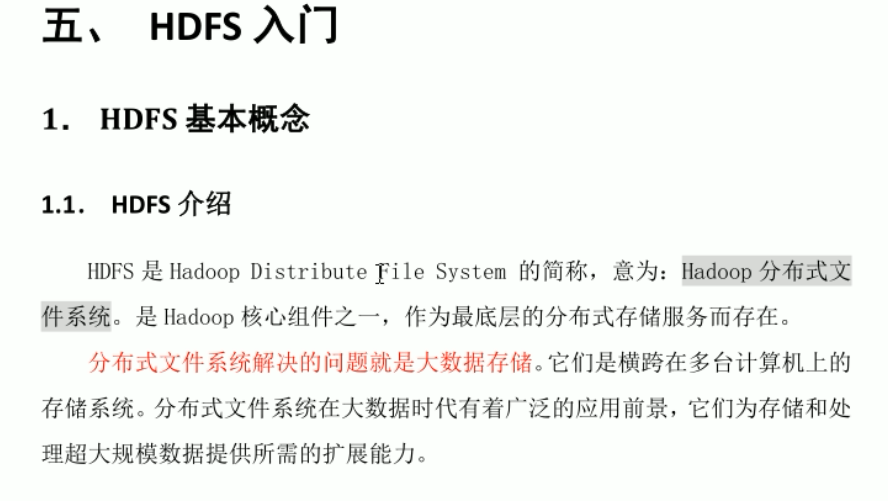 五、 HDFS 入门
1. HDFS 基本概念
1.1. HDFS 介绍
HDFS 是 Hadoop Distribute File System 的简称，意为：Hadoop 分布式文
件系统。是 Hadoop 核心组件之一，作为最底层的分布式存储服务而存在。
分布式文件系统解决的问题就是大数据存储。它们是横跨在多台计算机上的
存储系统。分布式文件系统在大数据时代有着广泛的应用前景，它们为存储和处
理超大规模数据提供所需的扩展能力。